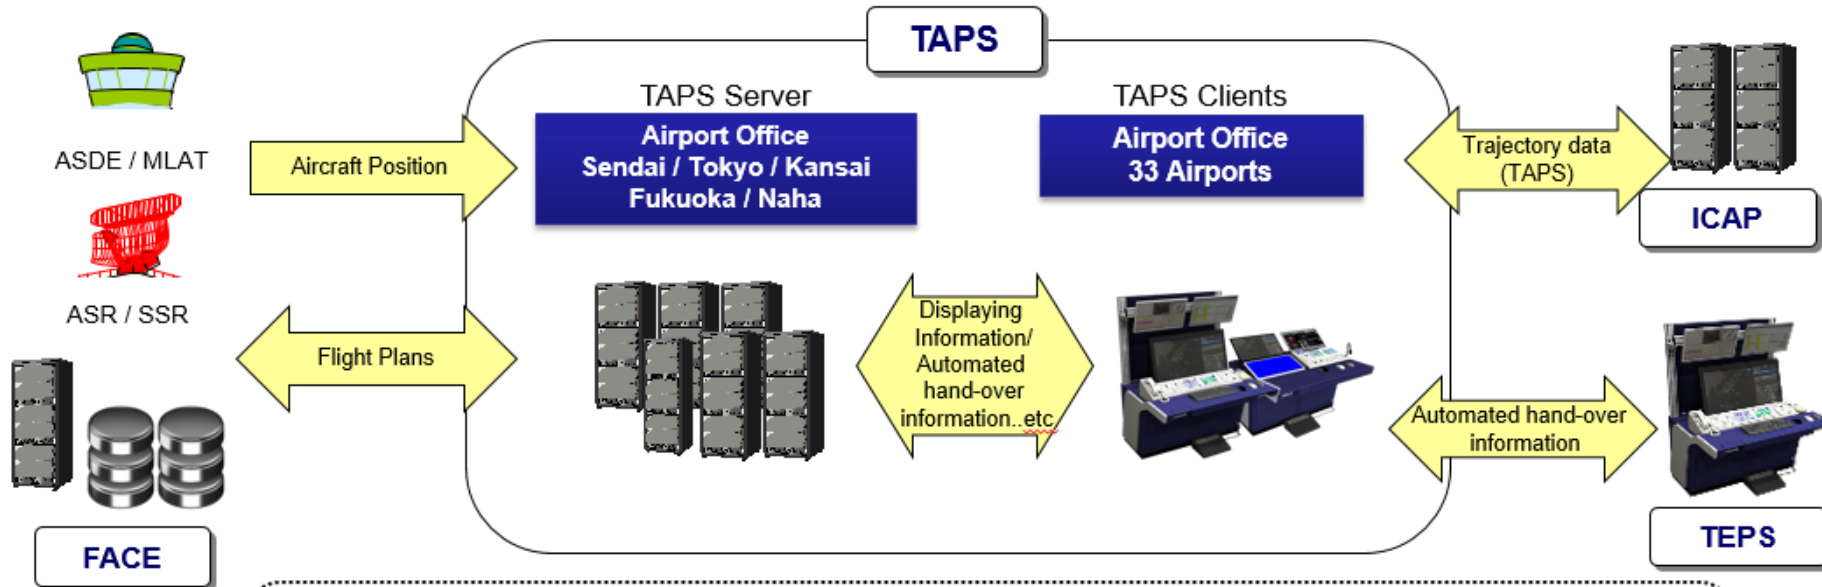 TAPS
TAPS Server
Airport Office
Sendai / Tokyo / Kansai
Fukuoka / Naha
TAPS Clients
Airport Office
33 Airports
ASDE / MLAT
Aircraft Position
ASR / SSR
Flight Plans
FACE
Displaying
Information/
Automated
hand-over
information..etc
Trajectory data
(TAPS)
ICAP
Automated hand-over
information
TEPS